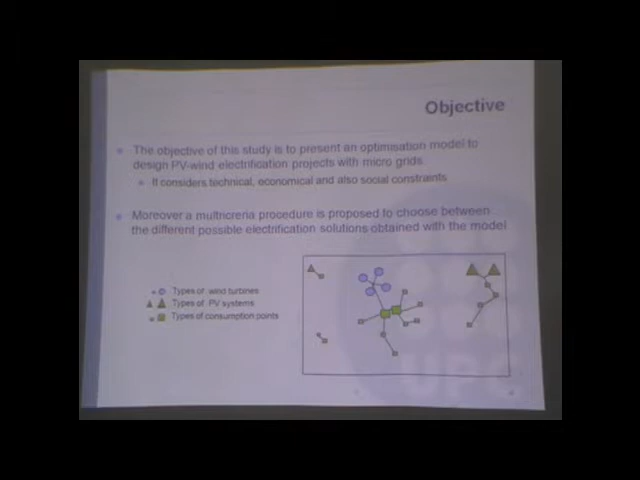 Objective
The objective of this study is to present an optimisation model to
design PV-wind electrification projects with micro grids
It considers technical, economical and also social constraints
Moreover a multicreria procedure is proposed to choose between
the different possible electrification solutions obtained with the model
Types of wind turbines
Types of PV systems
Types of consumption points